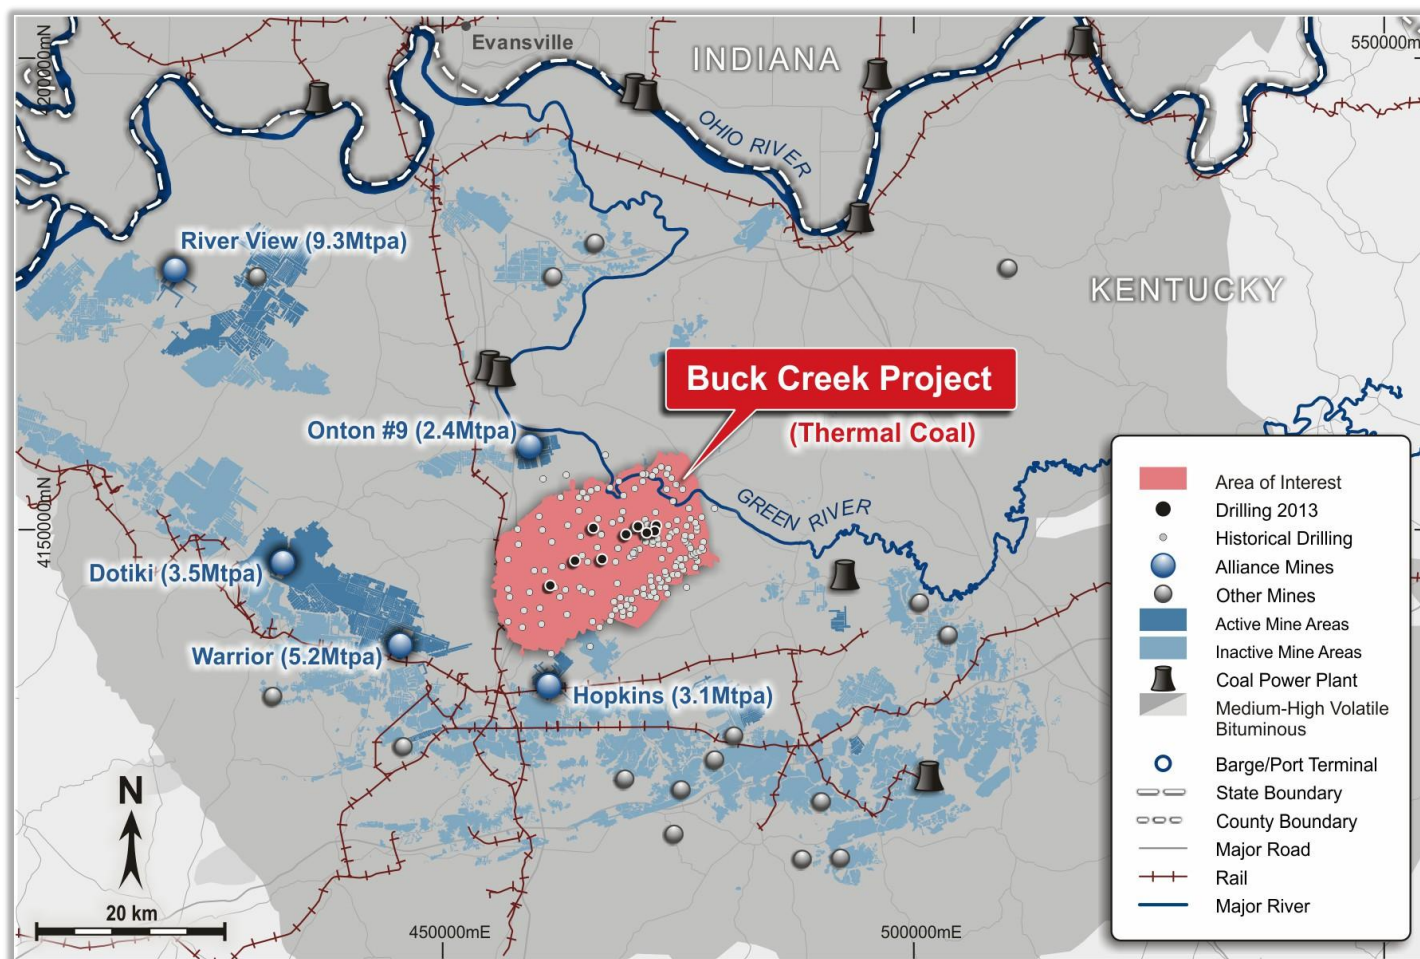 Evansville
INDIANA
550000m
4200000mN
OHIO RIVER
River View (9.3Mtpa)
KENTUCKY
Buck Creek Project
(Thermal Coal)
Onton #9 (2.4Mtpa)
GREEN RIVER
4150000mN
Dotiki (3.5Mtpa)
Warrior (5.2Mtpa)
Hopkins (3.1Mtpa)
N
20 km
450000mE
500000mE
Area of Interest
Drilling 2013
Historical Drilling
Alliance Mines
Other Mines
Active Mine Areas
Inactive Mine Areas
Coal Power Plant
Medium-High Volatile
Bituminous
Barge/Port Terminal
State Boundary
County Boundary
Major Road
Rail
Major River